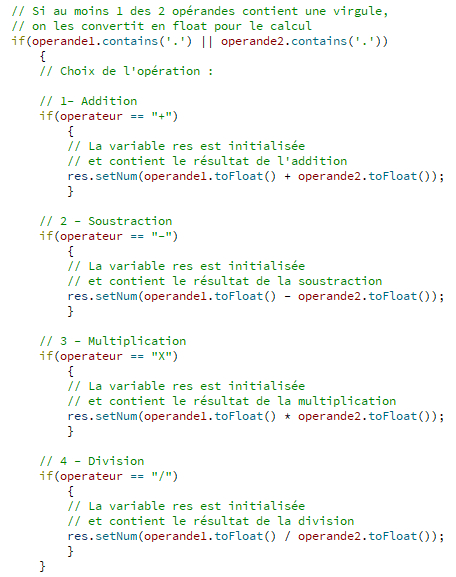 // Si au moins 1 des 2 opérandes contient une virgule,
// on les convertit en float pour le calcul
if(operande1.contains('.') || operande2.contains('.'))
{
// Choix de l'opération :
// 1- Addition
if(operateur == "+")
{
// La variable res est initialisée
// et contient le résultat de l'addition
res.setNum(operande1.toFloat() + operande2.toFloat());
}
// 2 - Soustraction
if(operateur == "-")
{
// La variable res est initialisée
// et contient le résultat de la soustraction
res.setNum(operande1.toFloat() - operande2.toFloat());
}
// 3 - Multiplication
if(operateur == "X")
{
// La variable res est initialisée
// et contient le résultat de la multiplication
res.setNum(operande1.toFloat() * operande2.toFloat());
}
// 4 - Division
if(operateur == "/")
{
// La variable res est initialisée
// et contient le résultat de la division
res.setNum(operande1.toFloat() / operande2.toFloat());
}
}